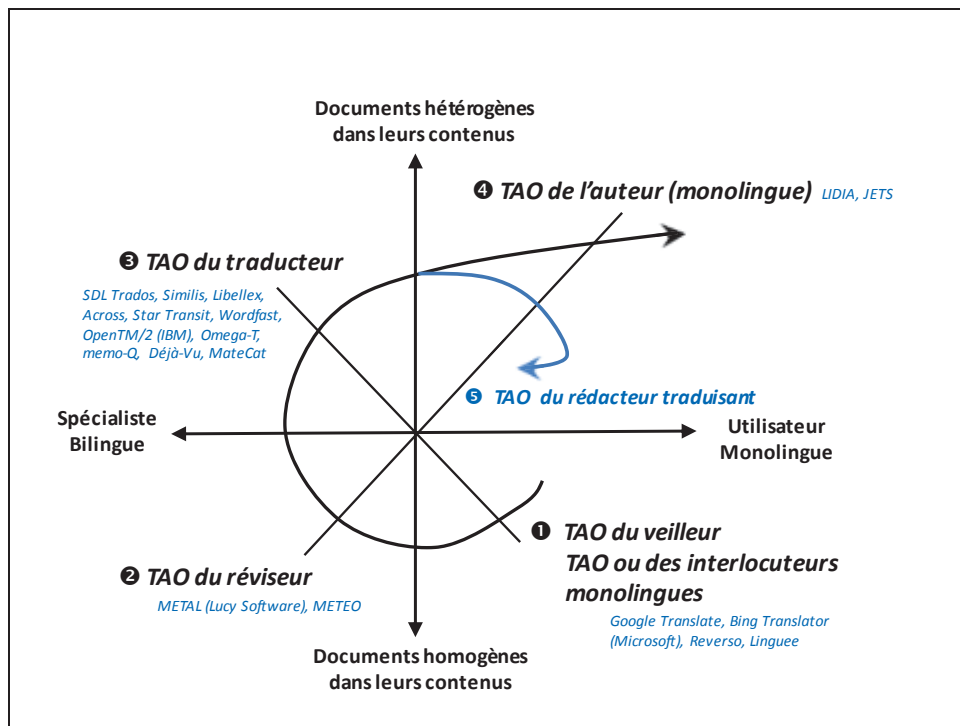 Documents hétérogènes
dans leurs contenus
❹ TAO de l’auteur (monolingue) LIDIA, JETS
❸ TAO du traducteur
SDL Trados, Similis, Libellex,
Across, Star Transit, Wordfast,
OpenTM/2 (IBM), Omega-T,
memo-Q, Déjà-Vu, MateCat
❺ TAO du rédacteur traduisant
Spécialiste
Bilingue
Utilisateur
Monolingue
❶ TAO du veilleur
TAO ou des interlocuteurs
monolingues
Google Translate, Bing Translator
(Microsoft), Reverso, Linguee
❷ TAO du réviseur
METAL (Lucy Software), METEO
Documents homogènes
dans leurs contenus